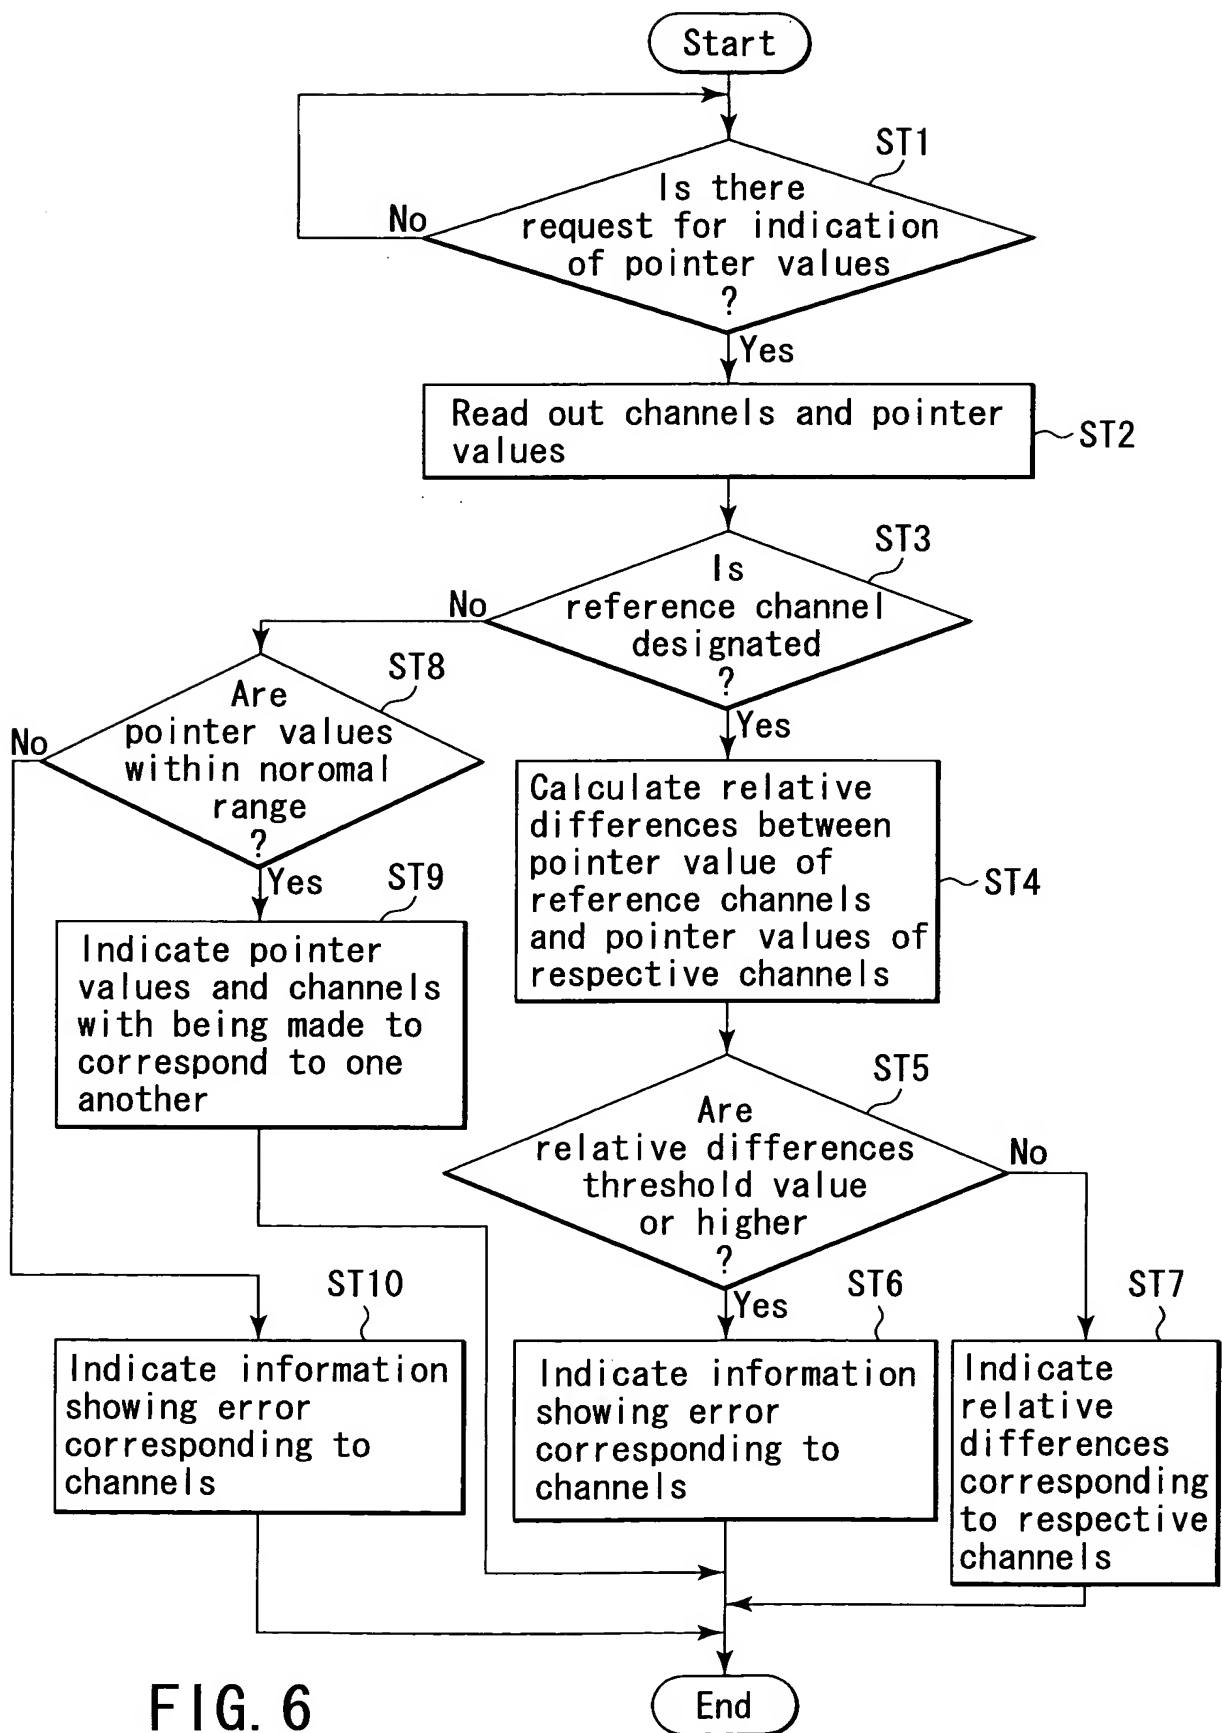 Start
ST1
Is there
request for indication
of pointer values
?
No
Yes
Read out channels and pointer
values
ST2
ST3
Is
reference channel
designated
?
No
Yes
ST8
Are
pointer values
within noromal
range
?
No
Yes
Calculate relative
differences between
pointer value of
reference channels
and pointer values of
respective channels
ST4
ST9
Indicate pointer
values and channels
with being made to
correspond to one
another
ST5
Are
relative differences
threshold value
or higher
?
No
Yes
ST10
Indicate information
showing error
corresponding to
channels
ST6
Indicate information
showing error
corresponding to
channels
ST7
Indicate
relative
differences
corresponding
to respective
channels
End
FIG. 6